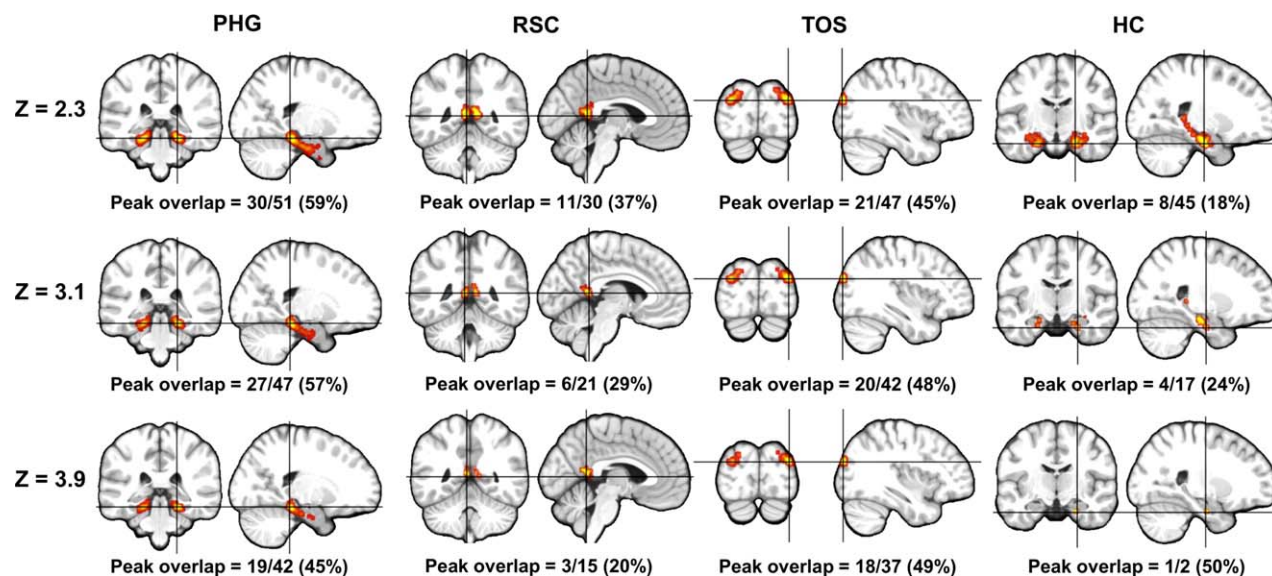 PHG RSC TOS HC
Z = 2.3
Peak overlap = 30/51 (59%) Peak overlap = 11/30 (37%) Peak overlap = 21/47 (45%) Peak overlap = 8/45 (18%)
Z = 3.1
Peak overlap = 27/47 (57%) Peak overlap = 6/21 (29%) Peak overlap = 20/42 (48%) Peak overlap = 4/17 (24%)
Z = 3.9
Peak overlap = 19/42 (45%) Peak overlap = 3/15 (20%) Peak overlap = 18/37 (49%) Peak overlap = 1/2 (50%)